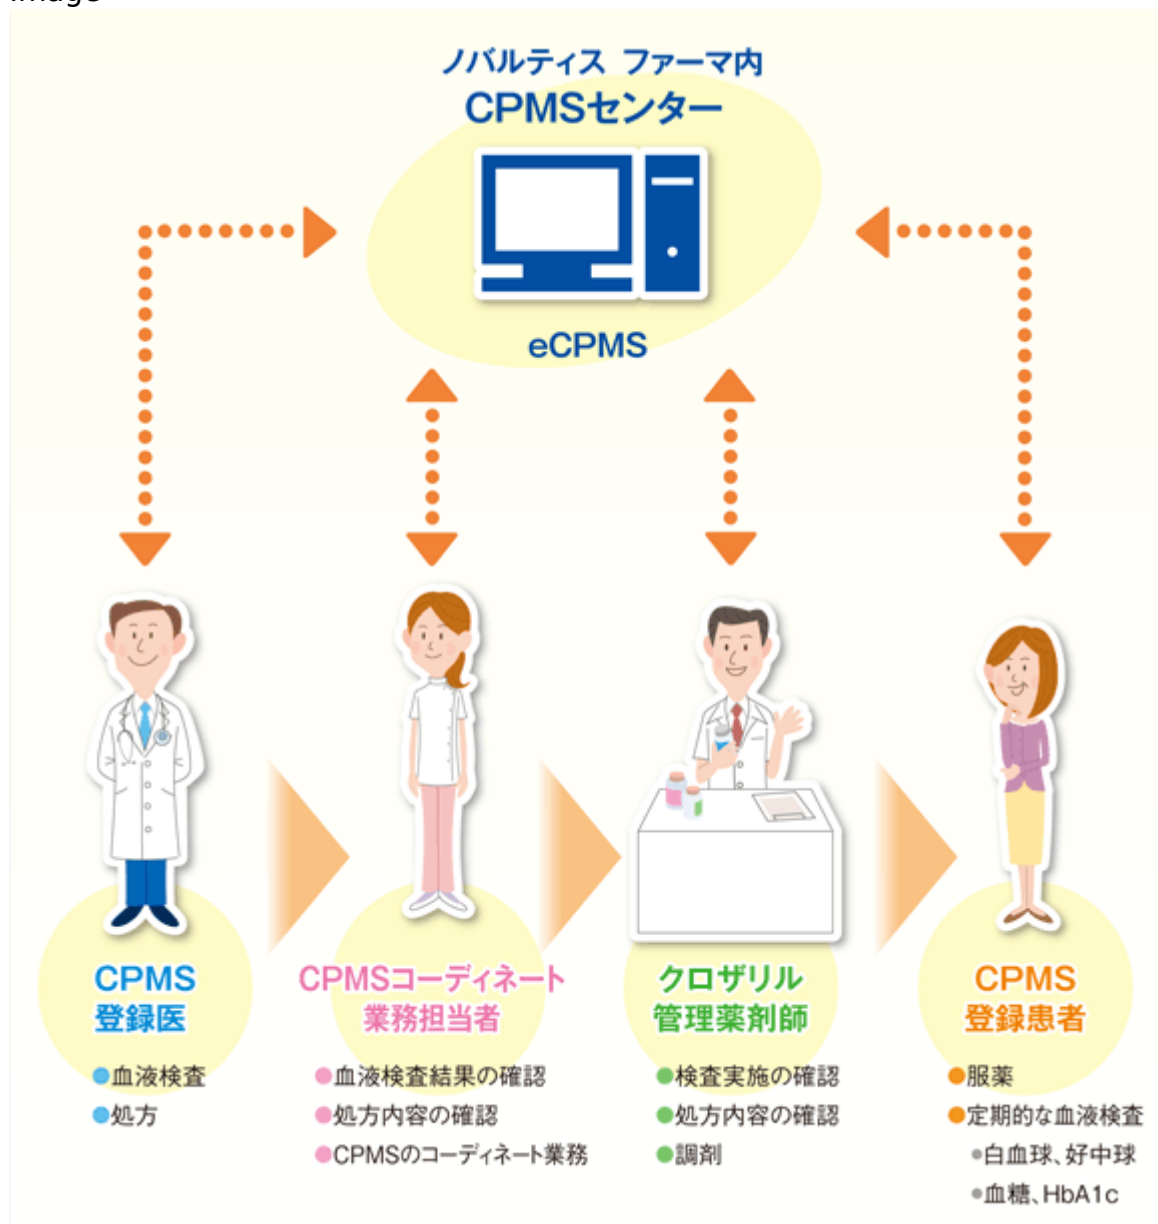 image
ノバルティス ファーマ内
CPMSセンター
eCPMS
CPMS
登録医
●血液検査
●処方
CPMSコーディネート
業務担当者
●血液検査結果の確認
●処方内容の確認
●CPMSのコーディネート業務
クロザリル
管理薬剤師
●検査実施の確認
●処方内容の確認
●調剤
CPMS
登録患者
●服薬
●定期的な血液検査
●白血球、好中球
●血糖、HbA1c